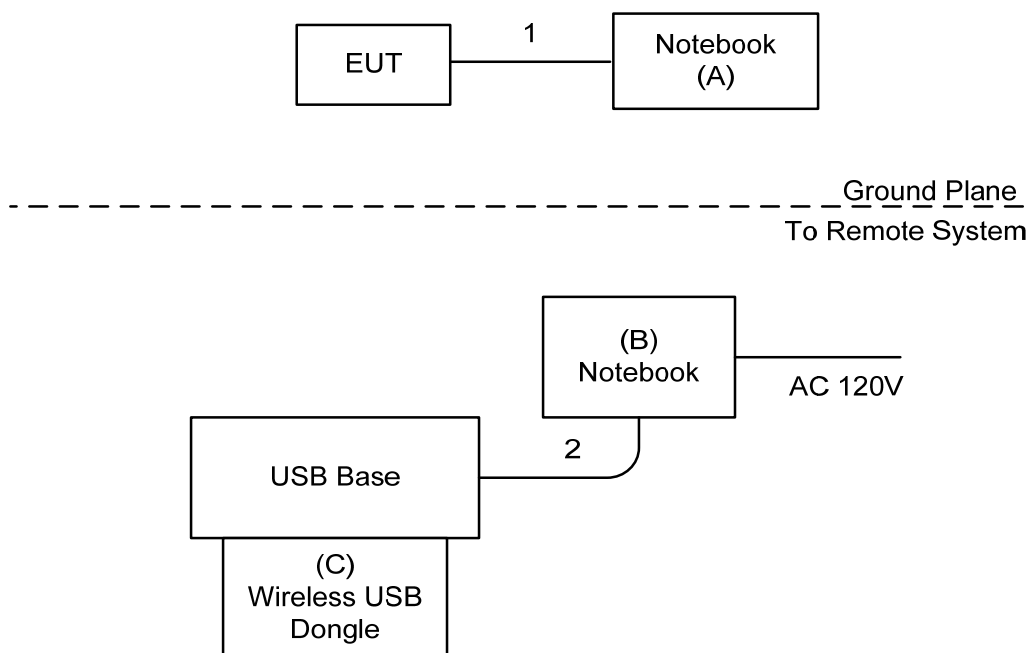 1
EUT
Notebook
(A)
Ground Plane
To Remote System
(B)
Notebook
AC 120V
2
USB Base
(C)
Wireless USB
Dongle